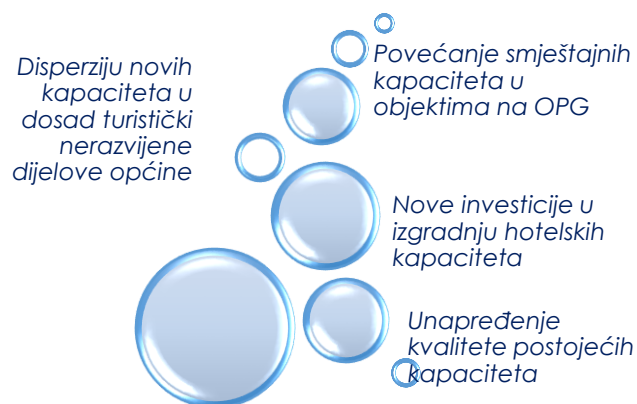 Disperziju novih
kapaciteta u
dosad turistički
nerazvijene
dijelove općine
Povećanje smještajnih
kapaciteta u
objektima na OPG
Nove investicije u
izgradnju hotelskih
kapaciteta
Unapređenje
kvalitete postojećih
kapaciteta